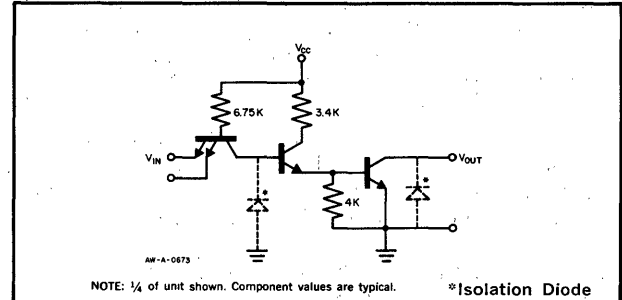 VCC
6.75K
3.4K
VIN
VOUT
*
*
4K
AW-A-0673
NOTE: ¼ of unit shown. Component values are typical.
*Isolation Diode